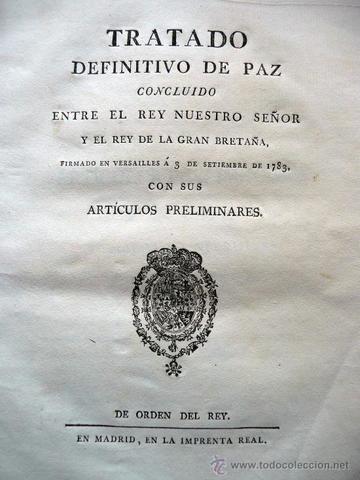 TRATADO
DEFINITIVO DE PAZ
CONCLUIDO
ENTRE EL REY NUESTRO SEÑOR
Y EL REY DE LA GRAN BRETAÑA,
FIRMADO EN VERSAILLES Á 3 DE SETIEMBRE DE 1783,
CON SUS
ARTÍCULOS PRELIMINARES.
DE ORDEN DEL REY.
EN MADRID, EN LA IMPRENTA REAL.
© www.todocoleccion.net